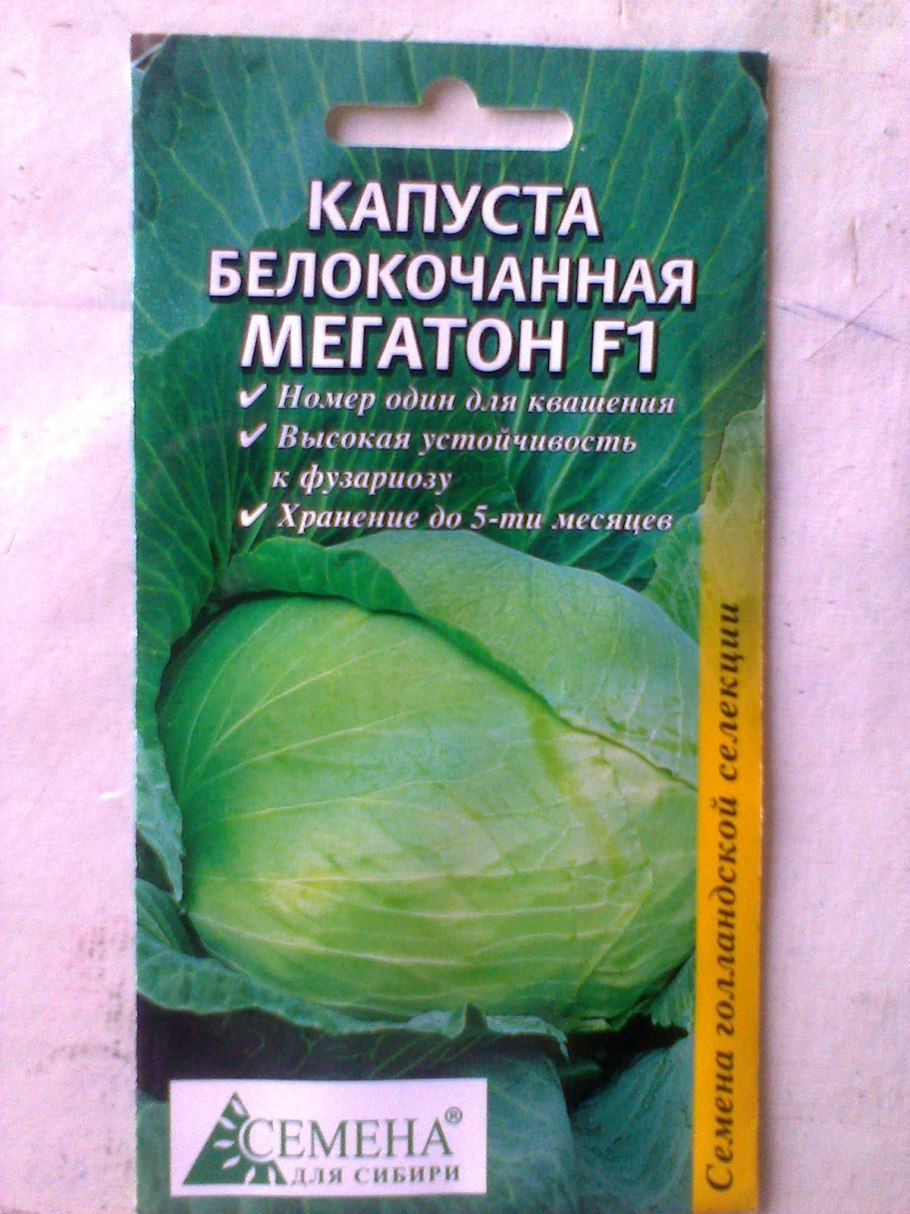 КАПУСТА
БЕЛОКОЧАННАЯ
МЕГАТОН F1
✔ Номер один для квашения
✔ Высокая устойчивость
к фузариозу
✔ Хранение до 5-ти месяцев
Семена голландской селекции
СЕМЕНА®
ДЛЯ СИБИРИ